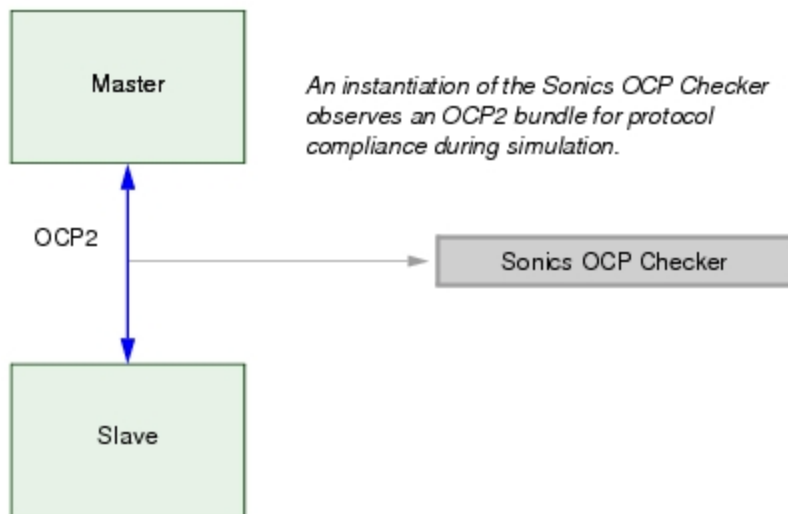 Master
An instantiation of the Sonics OCP Checker
observes an OCP2 bundle for protocol
compliance during simulation.
OCP2
Sonics OCP Checker
Slave